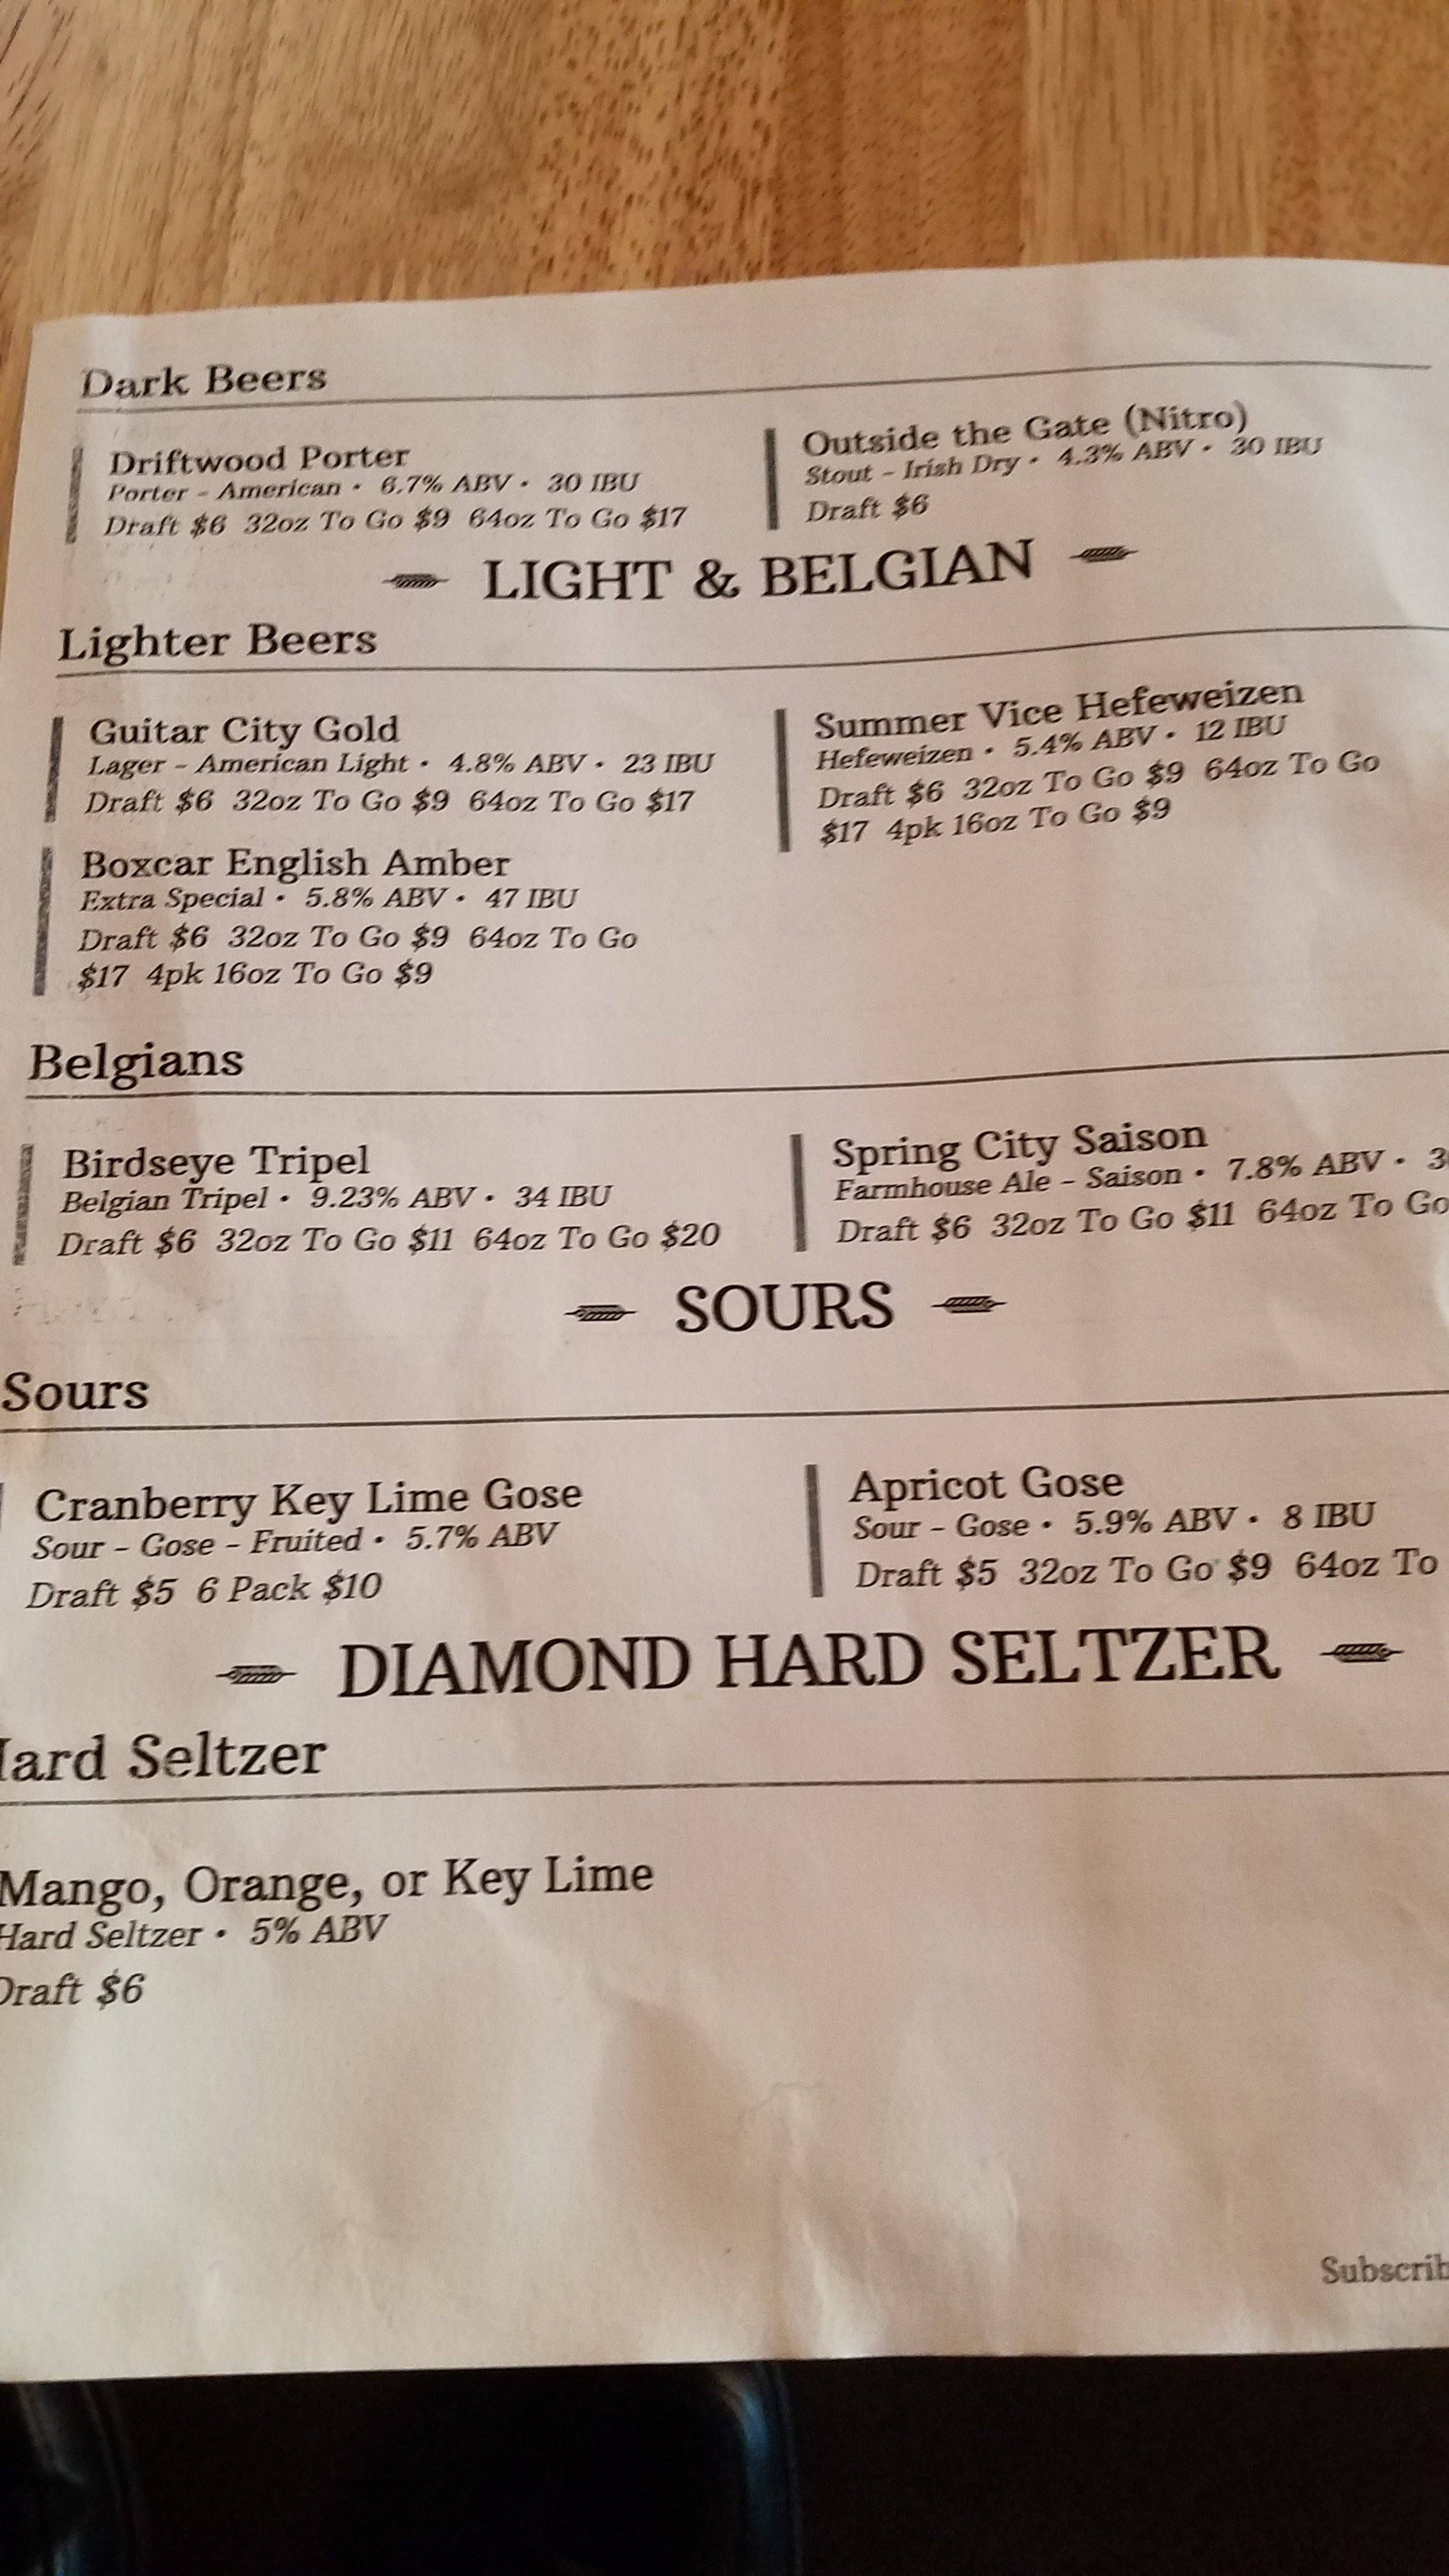 Dark Beers
Driftwood Porter
Porter - American • 6.7% ABV • 30 IBU
Draft $6 32oz To Go $9 64oz To Go $17
Outside the Gate (Nitro)
Stout - Irish Dry • 4.3% ABV • 30 IBU
Draft $6
LIGHT & BELGIAN
Lighter Beers
Guitar City Gold
Lager - American Light • 4.8% ABV • 23 IBU
Draft $6 32oz To Go $9 64oz To Go $17
Summer Vice Hefeweizen
Hefeweizen • 5.4% ABV • 12 IBU
Draft $6 32oz To Go $9 64oz To Go
$17 4pk 16oz To Go $9
Boxcar English Amber
Extra Special • 5.8% ABV • 47 IBU
Draft $6 32oz To Go $9 64oz To Go
$17 4pk 16oz To Go $9
Belgians
Birdseye Tripel
Belgian Tripel • 9.23% ABV • 34 IBU
Draft $6 32oz To Go $11 64oz To Go $20
Spring City Saison
Farmhouse Ale - Saison • 7.8% ABV •
Draft $6 32oz To Go $11 64oz To Go
SOURS
Sours
Cranberry Key Lime Gose
Sour - Gose - Fruited • 5.7% ABV
Draft $5 6 Pack $10
Apricot Gose
Sour - Gose • 5.9% ABV • 8 IBU
Draft $5 32oz To Go $9 64oz To
DIAMOND HARD SELTZER
Hard Seltzer
Mango, Orange, or Key Lime
Hard Seltzer • 5% ABV
Draft $6
Subscrib